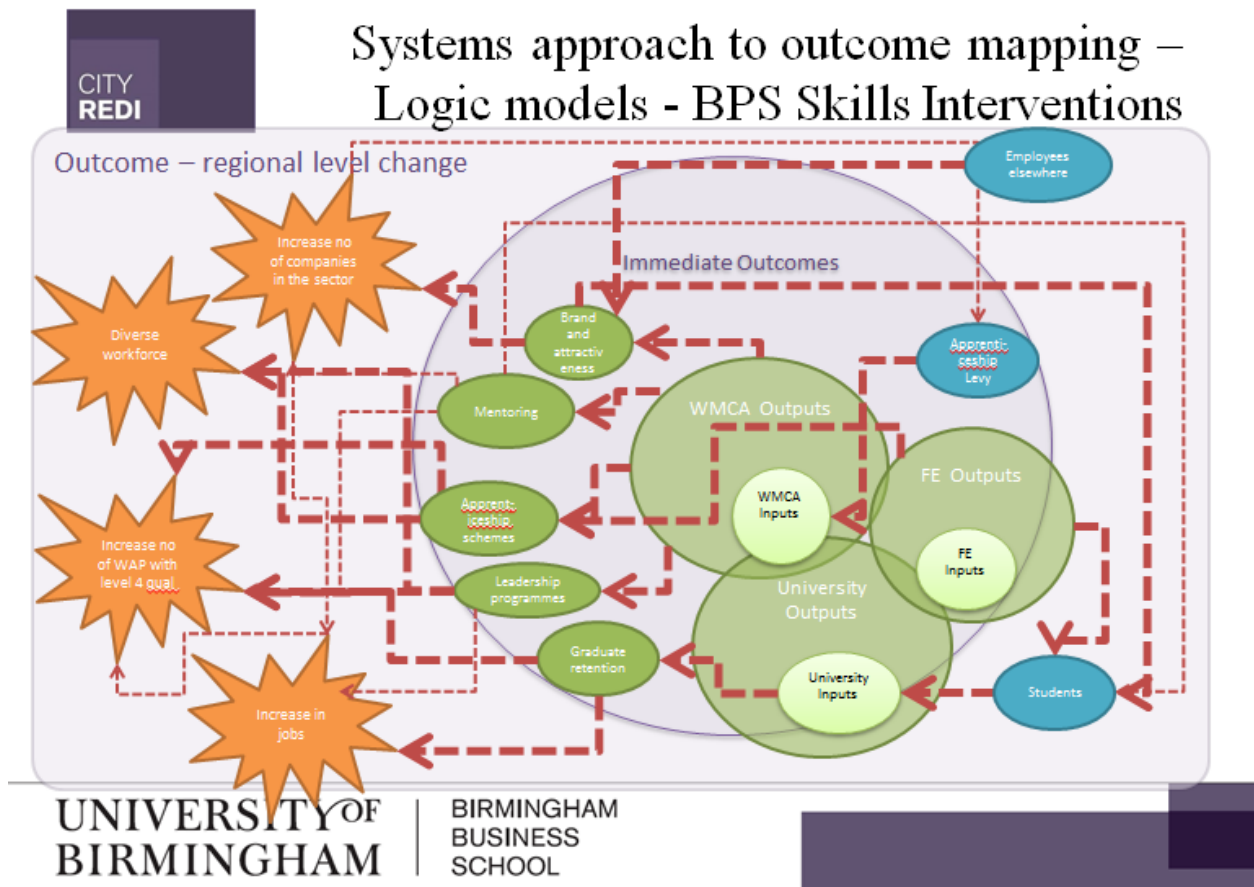 CITY
REDI
Systems approach to outcome mapping –
Logic models - BPS Skills Interventions
Outcome – regional level change
Employees
elsewhere
Increase no
of companies
in the sector
Immediate Outcomes
Diverse
workforce
Brand
and
attractiv
eness
Apprenti-
ceship
Levy
Mentoring
WMCA Outputs
FE Outputs
WMCA
Inputs
Apprent-
iceship
schemes
Increase no
of WAP with
level 4 qual
FE
Inputs
Leadership
programmes
University
Outputs
Graduate
retention
University
Inputs
Students
Increase in
jobs
UNIVERSITY OF
BIRMINGHAM
BIRMINGHAM
BUSINESS
SCHOOL